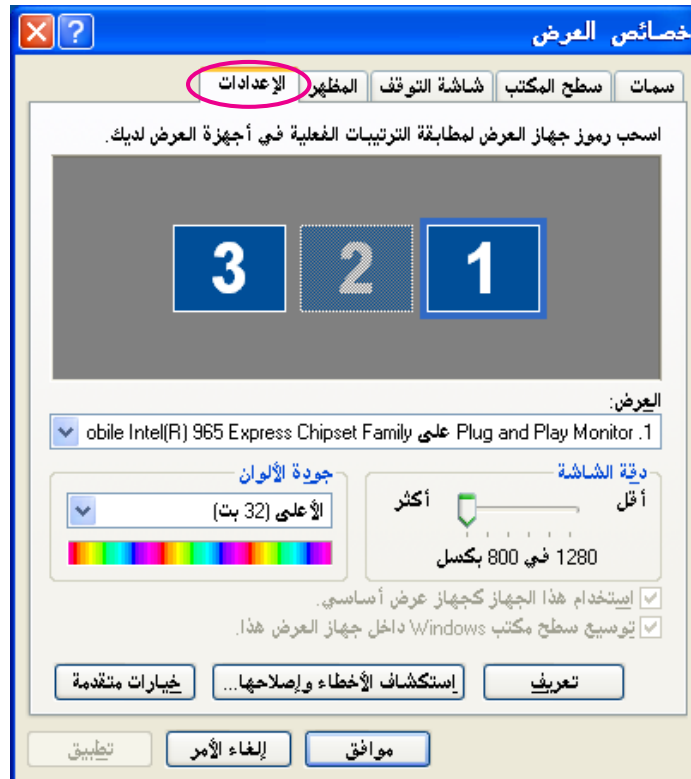 خصائص العرض
سمات سطح المكتب شاشة التوقف المظهر الإعدادات
اسحب رموز جهاز العرض لمطابقة الترتيبات الفعلية في أجهزة العرض لديك.
1 2 3
العرض:
1. Plug and Play Monitor على obile Intel(R) 965 Express Chipset Family
دقة الشاشة
أقل أكثر
1280 في 800 بكسل
جودة الألوان
الأعلى (32 بت)
استخدام هذا الجهاز كجهاز عرض أساسي.
توسيع سطح مكتب Windows داخل جهاز العرض هذا.
تعريف إستكشاف الأخطاء وإصلاحها... خيارات متقدمة
موافق إلغاء الأمر تطبيق